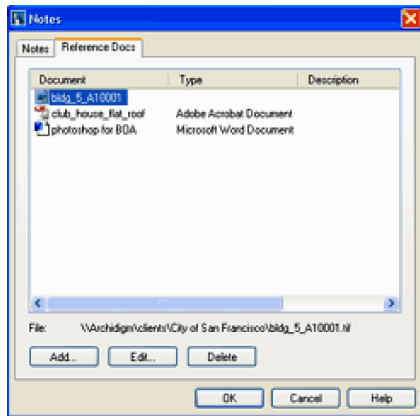 Notes
Notes Reference Docs
Document Type Description
bldg_5_A10001
club_house_flat_roof Adobe Acrobat Document
photoshop for BOA Microsoft Word Document
File: \\Archidigm\clients\City of San Francisco\bldg_5_A10001.tif
Add... Edit... Delete
OK Cancel Help